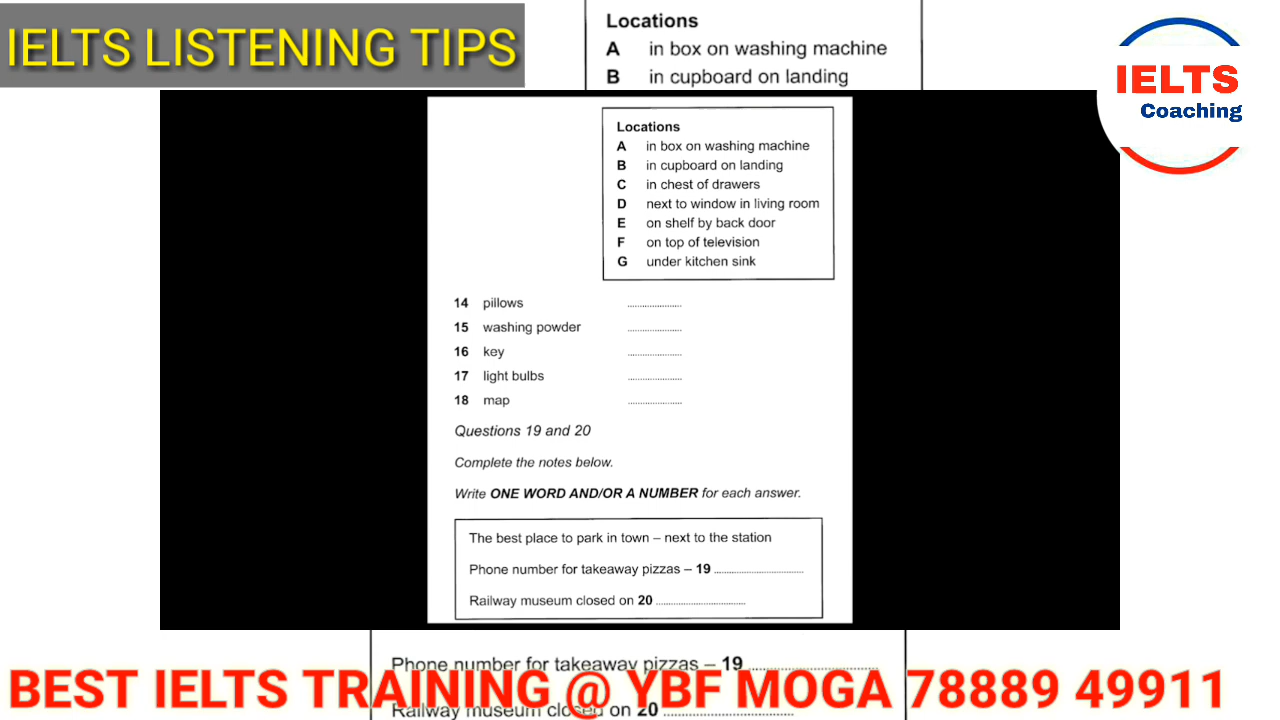 IELTS LISTENING TIPS
Locations
A in box on washing machine
B in cupboard on landing
IELTS
Coaching
Locations
A in box on washing machine
B in cupboard on landing
C in chest of drawers
D next to window in living room
E on shelf by back door
F on top of television
G under kitchen sink
14 pillows ......................
15 washing powder ......................
16 key ......................
17 light bulbs ......................
18 map ......................
Questions 19 and 20
Complete the notes below.
Write ONE WORD AND/OR A NUMBER for each answer.
The best place to park in town – next to the station
Phone number for takeaway pizzas – 19 ....................................
Railway museum closed on 20 ....................................
Phone number for takeaway pizzas – 19 ..............................
BEST IELTS TRAINING @ YBF MOGA 78889 49911
Railway museum closed on 20 ..............................